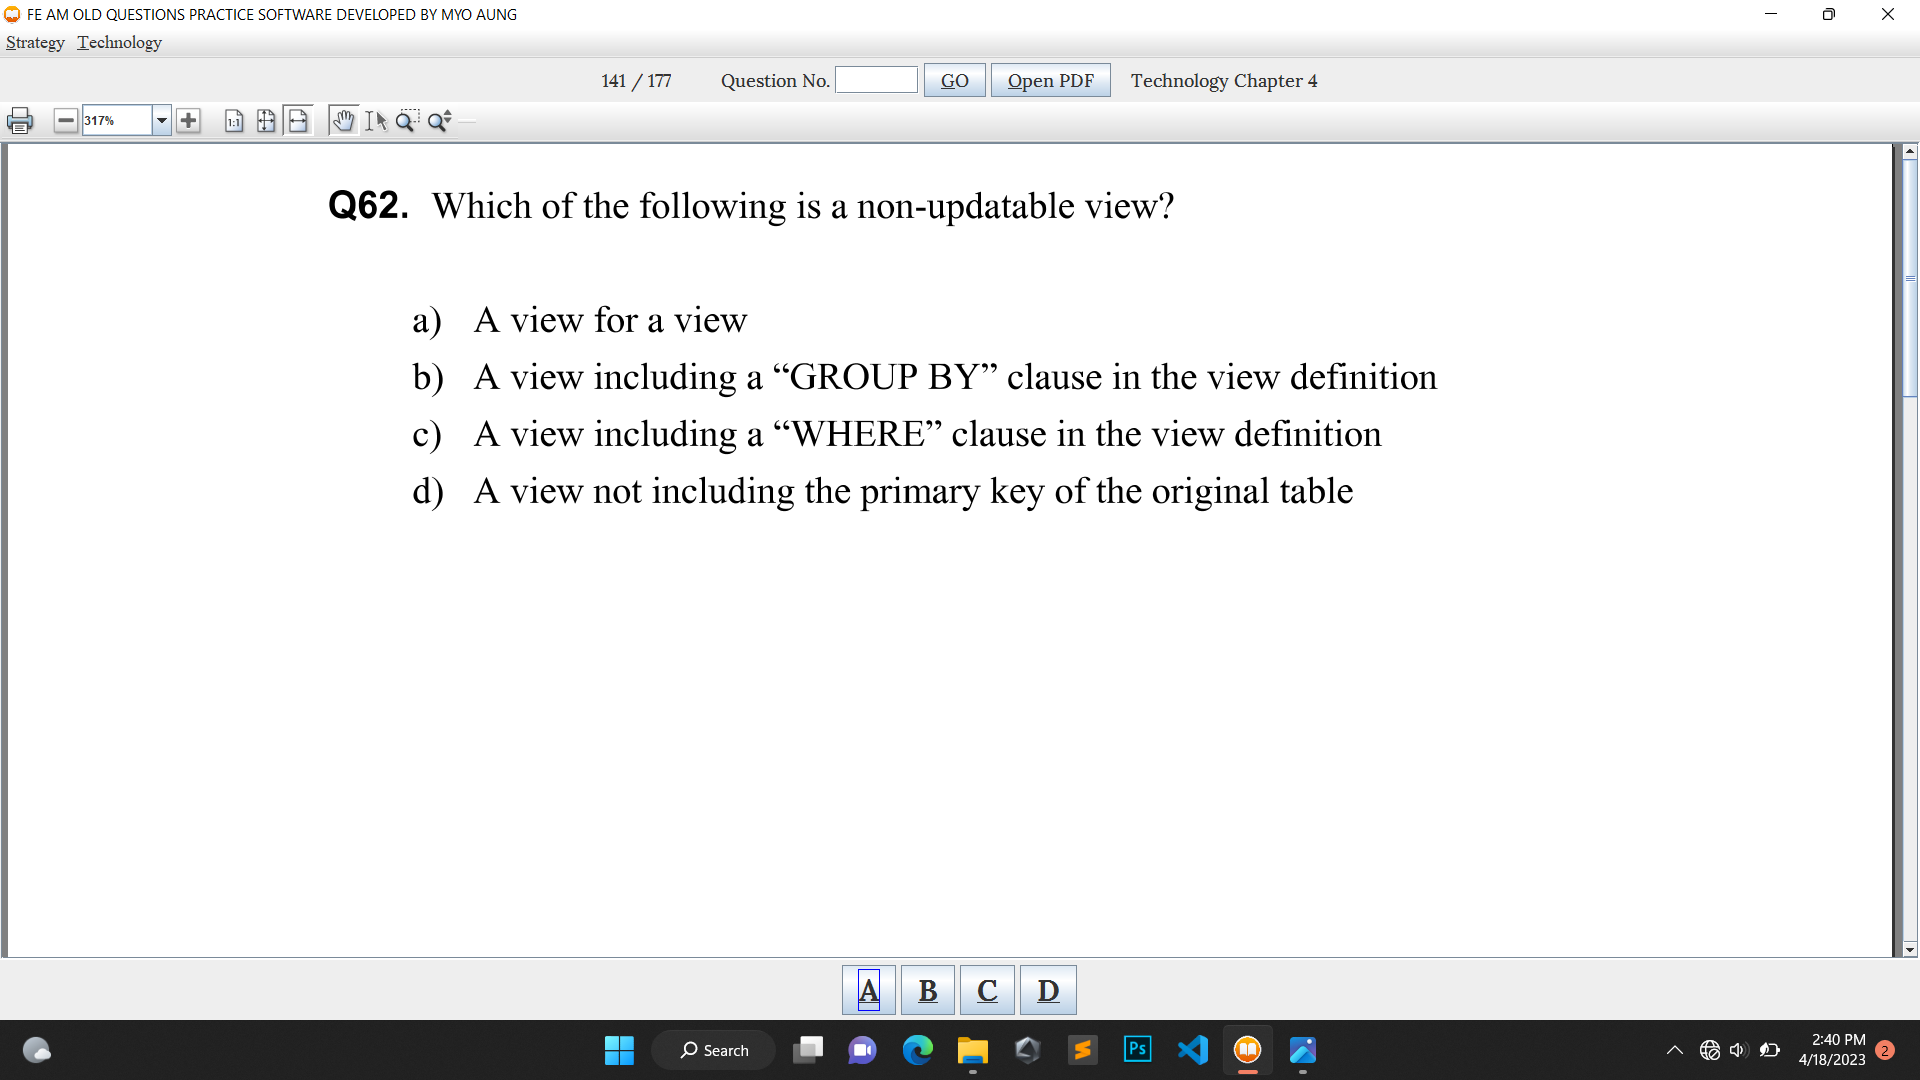 FE AM OLD QUESTIONS PRACTICE SOFTWARE DEVELOPED BY MYO AUNG
Strategy Technology
141 / 177 Question No. GO Open PDF Technology Chapter 4
317% 1:1
Q62. Which of the following is a non-updatable view?
a) A view for a view
b) A view including a “GROUP BY” clause in the view definition
c) A view including a “WHERE” clause in the view definition
d) A view not including the primary key of the original table
A B C D
Search Ps 2:40 PM
4/18/2023 2